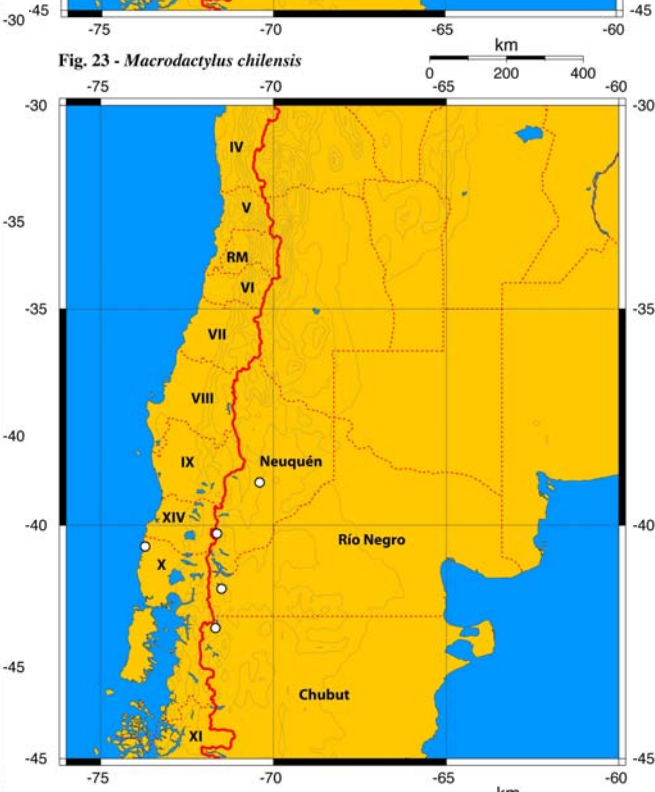 -30 -45 -45
-75 -70 -65 -60
Fig. 23 - Macrodactylus chilensis
km
0 200 400
-75 -70 -65 -60
-30 -30
IV
V
-35
RM
VI
-35 -35
VII
VIII
-40
IX Neuquén
XIV
-40 -40
Río Negro
X
-45
Chubut
XI
-45 -45
-75 -70 -65 -60
km